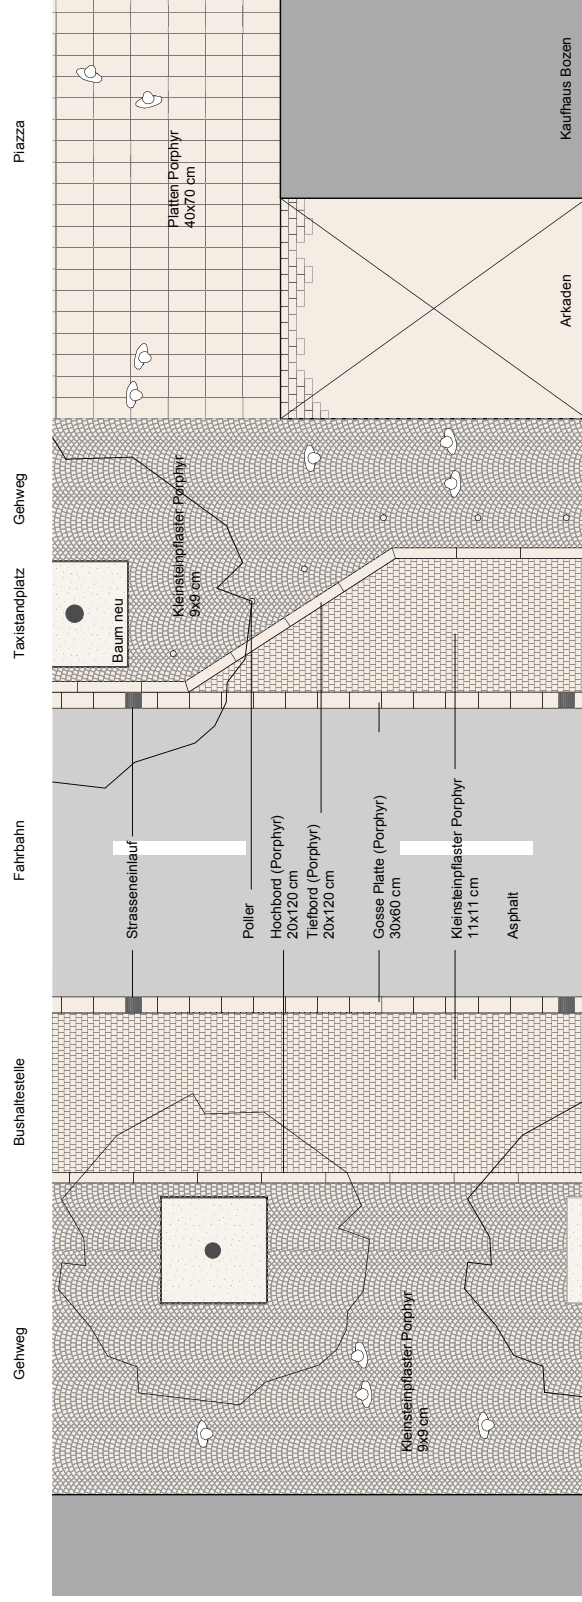 Piazza
Gehweg
Taxistandplatz
Fahrbahn
Bushaltestelle
Gehweg
Platten Porphyr
40x70 cm
Kaufhaus Bozen
Arkaden
Kleinsteinpflaster Porphyr
9x9 cm
Baum neu
Strasseneinlauf
Poller
Hochbord (Porphyr)
20x120 cm
Tiefbord (Porphyr)
20x120 cm
Gosse Platte (Porphyr)
30x60 cm
Kleinsteinpflaster Porphyr
11x11 cm
Asphalt
Kleinsteinpflaster Porphyr
9x9 cm